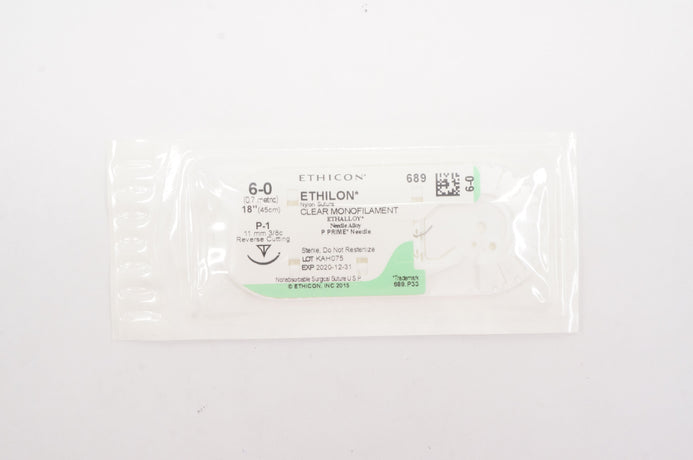 ETHICON* 689
6-0
6-0
(0.7 metric)
18" (45cm)
ETHILON*
Nylon Suture
CLEAR MONOFILAMENT
ETHALLOY*
Needle Alloy
P PRIME* Needle
P-1
11 mm 3/8c
Reverse Cutting
Sterile. Do Not Resterilize
LOT KAH075
EXP 2020-12-31
Nonabsorbable Surgical Suture U.S.P.
© ETHICON, INC 2015
*Trademark
689.P33